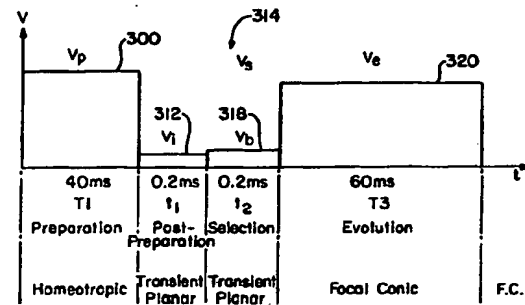 V
300
314
320
Vp
Vs
Ve
312
318
Vi
Vb
40ms
0.2ms
0.2ms
60ms
t
T1
t1
t2
T3
Preparation
Post-
Preparation
Selection
Evolution
Homeotropic
Transient
Planar
Transient
Planar
Focal Conic
F.C.